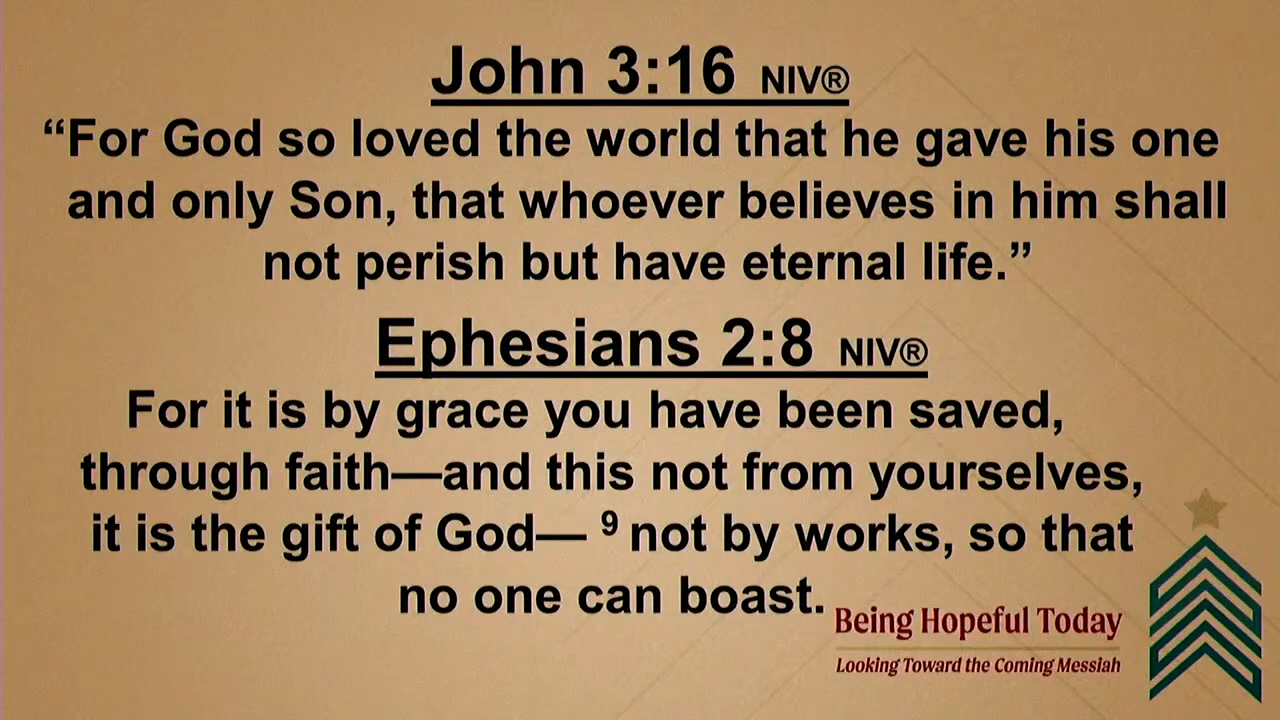 John 3:16 NIV®
“For God so loved the world that he gave his one
and only Son, that whoever believes in him shall
not perish but have eternal life.”
Ephesians 2:8 NIV®
For it is by grace you have been saved,
through faith—and this not from yourselves,
it is the gift of God— ⁹ not by works, so that
no one can boast.
Being Hopeful Today
Looking Toward the Coming Messiah